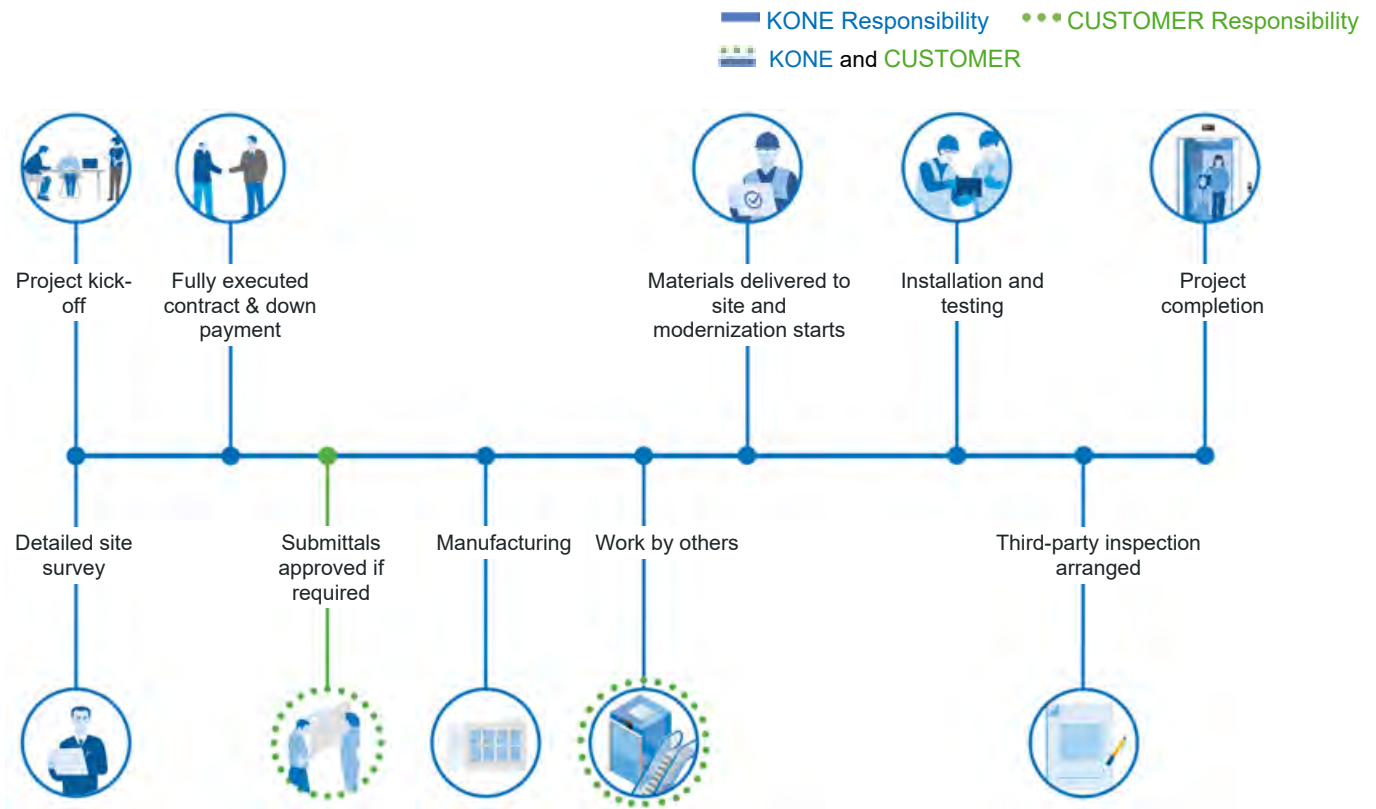 KONE Responsibility
CUSTOMER Responsibility
KONE and CUSTOMER
Project kick-
off
Fully executed
contract & down
payment
Materials delivered to
site and
modernization starts
Installation and
testing
Project
completion
Detailed site
survey
Submittals
approved if
required
Manufacturing
Work by others
Third-party inspection
arranged